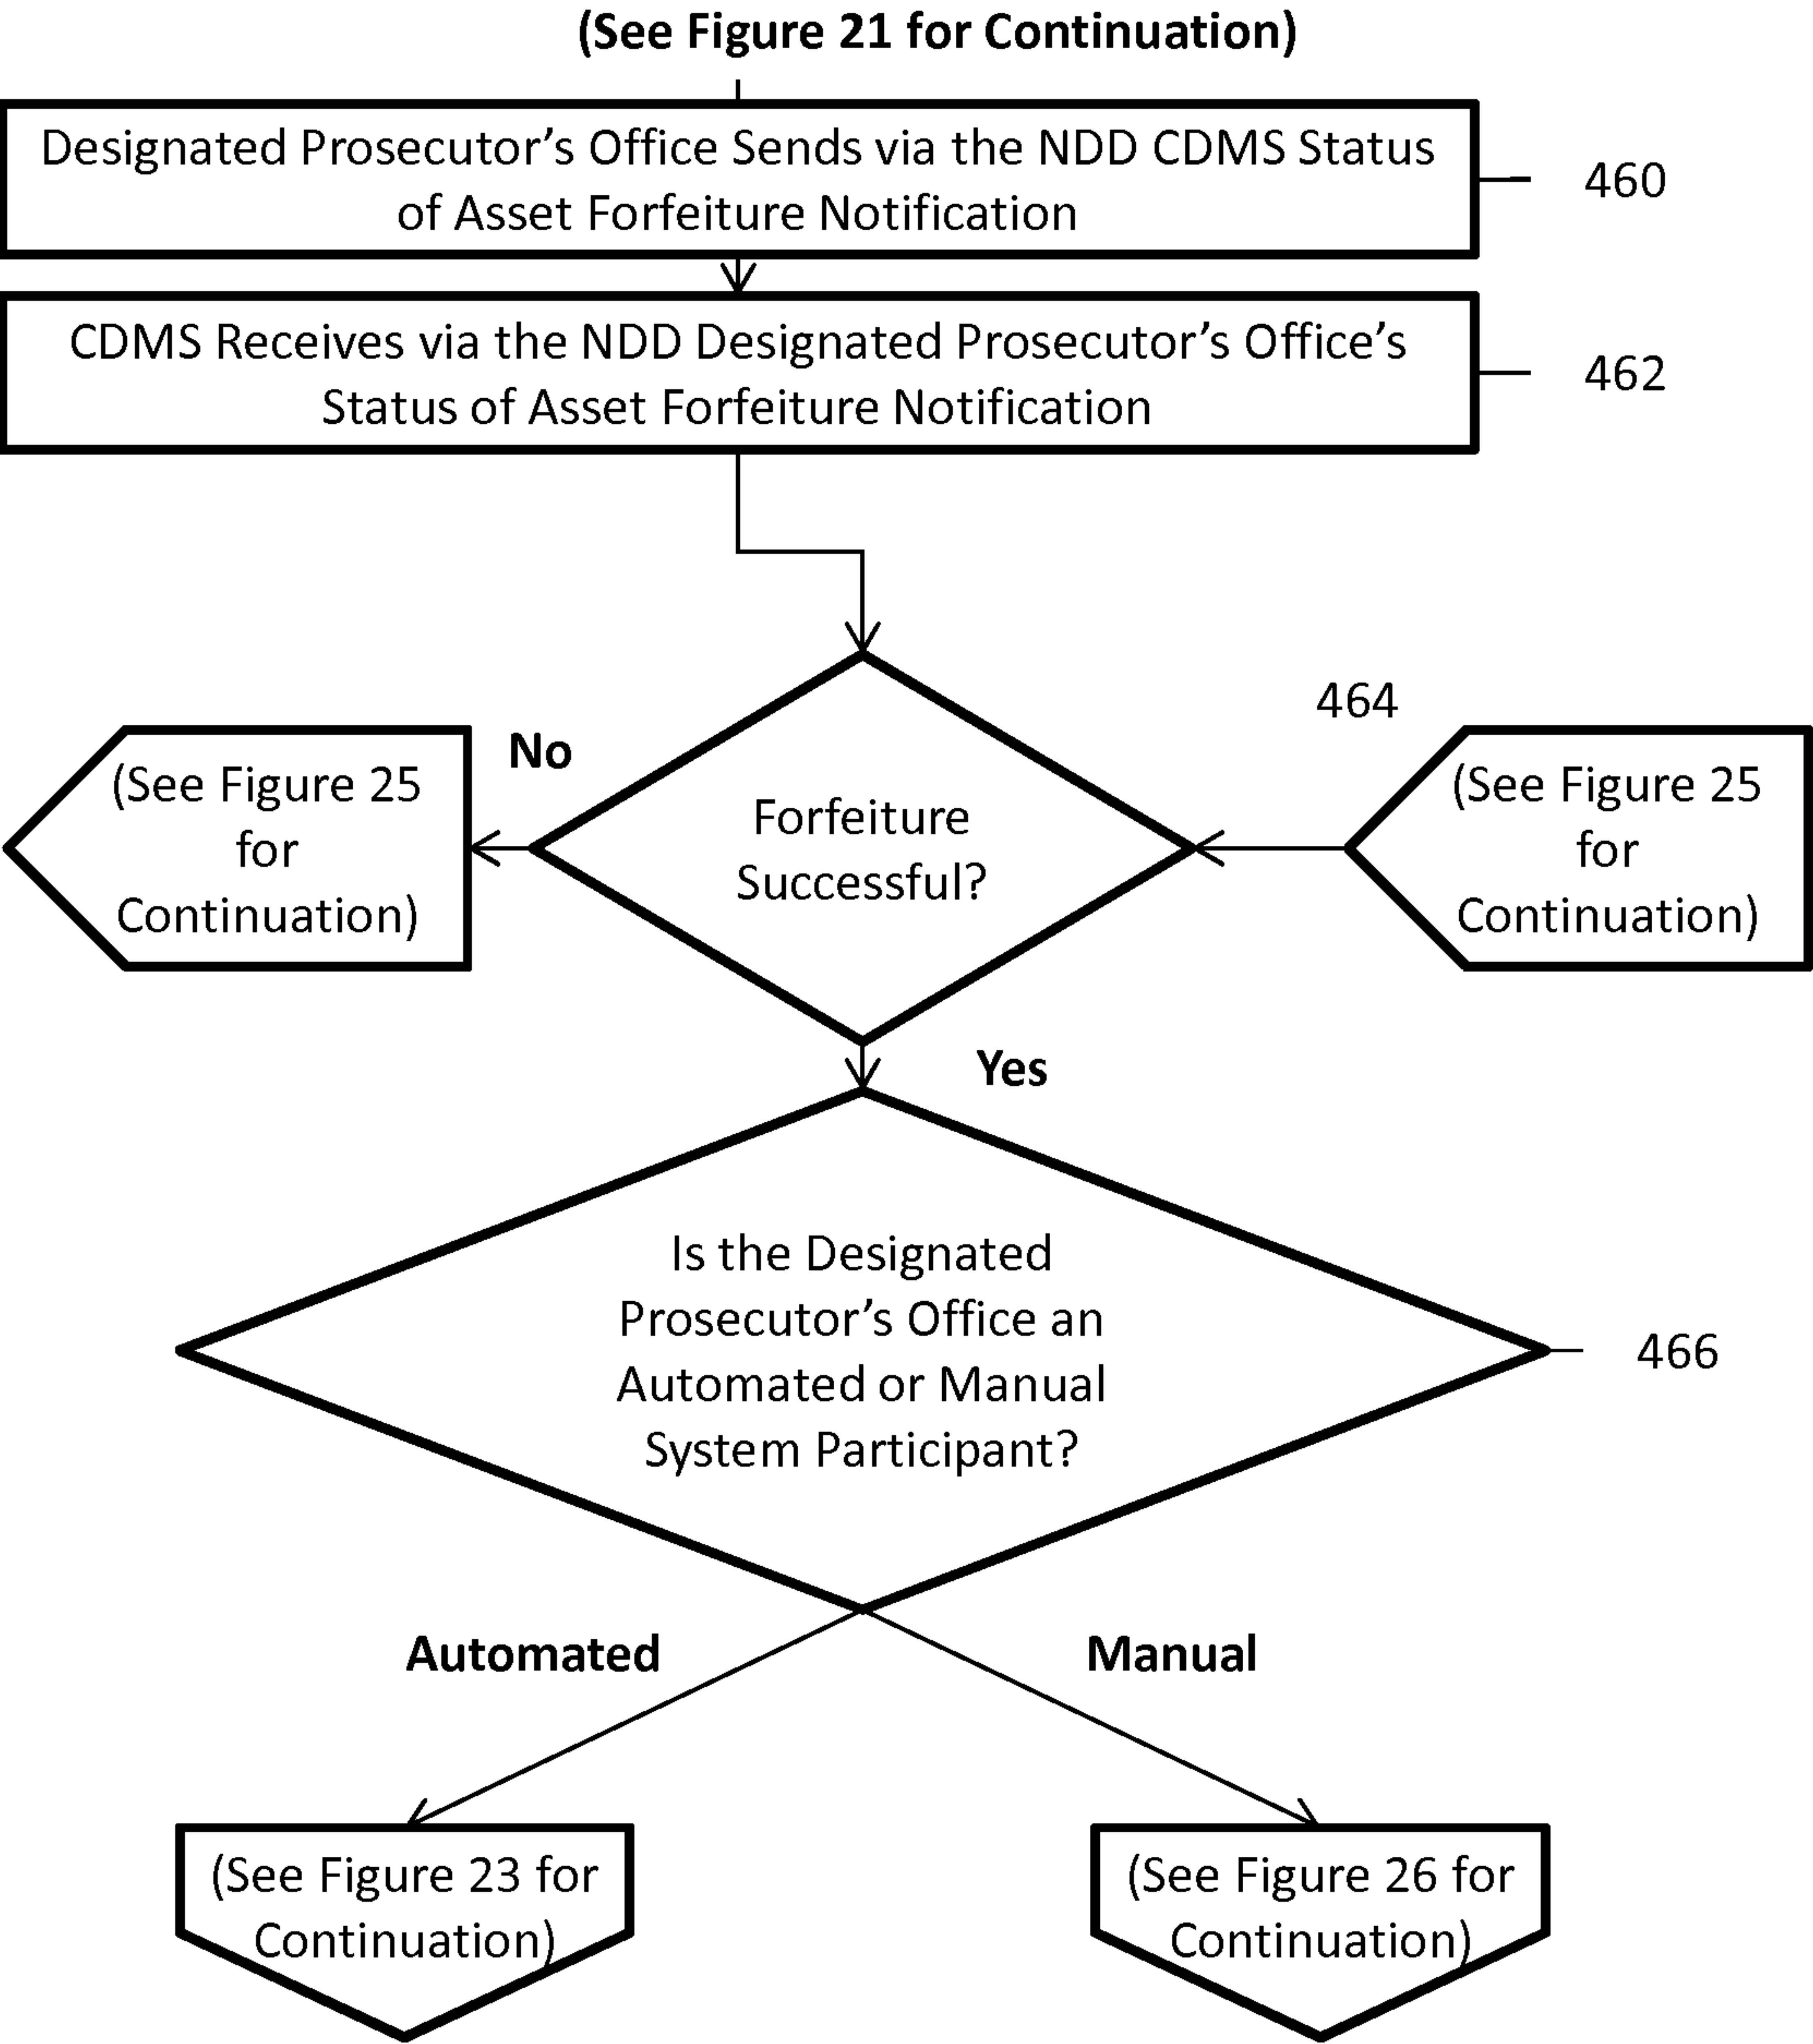 (See Figure 21 for Continuation)
Designated Prosecutor’s Office Sends via the NDD CDMS Status
of Asset Forfeiture Notification
460
CDMS Receives via the NDD Designated Prosecutor’s Office’s
Status of Asset Forfeiture Notification
462
464
No
(See Figure 25
for
Continuation)
Forfeiture
Successful?
(See Figure 25
for
Continuation)
Yes
Is the Designated
Prosecutor’s Office an
Automated or Manual
System Participant?
466
Automated
Manual
(See Figure 23 for
Continuation)
(See Figure 26 for
Continuation)